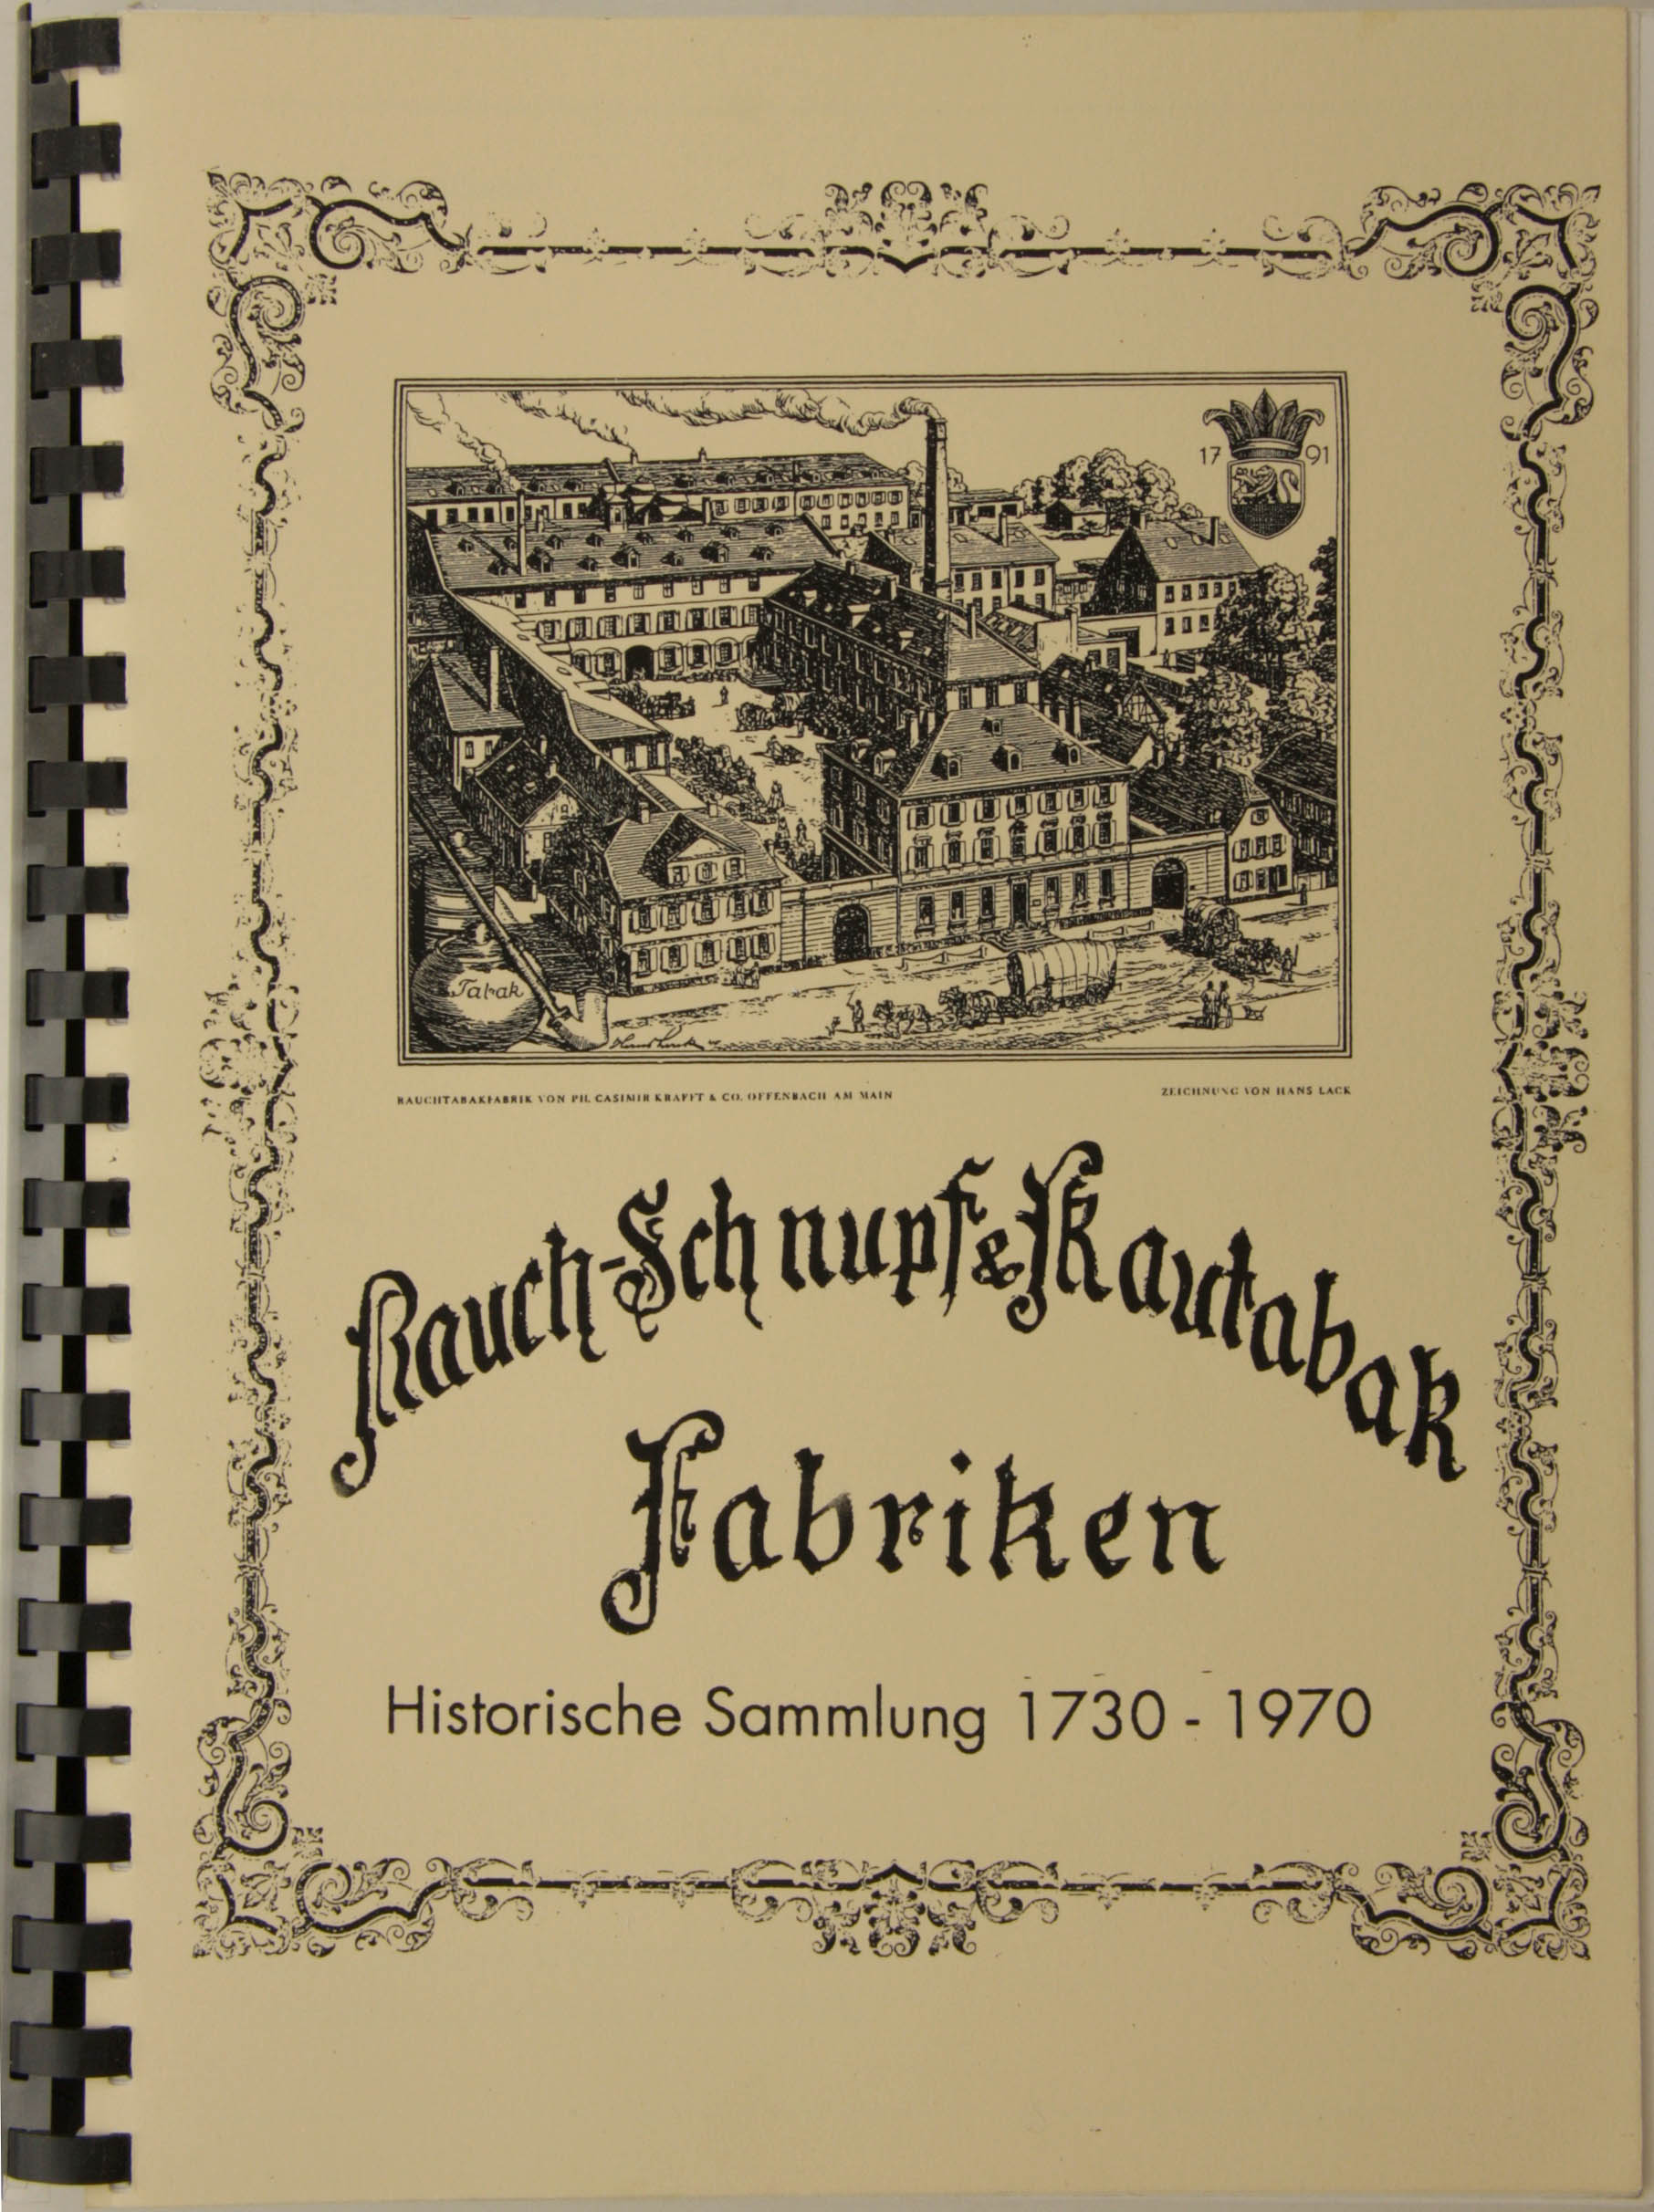 17 91
Tabak
RAUCHTABAKFABRIK VON PH. CASIMIR KRAFFT & CO. OFFENBACH AM MAIN
ZEICHNUNG VON HANS LACK
Rauch-Schnupf & Kautabak
Fabriken
Historische Sammlung 1730 - 1970